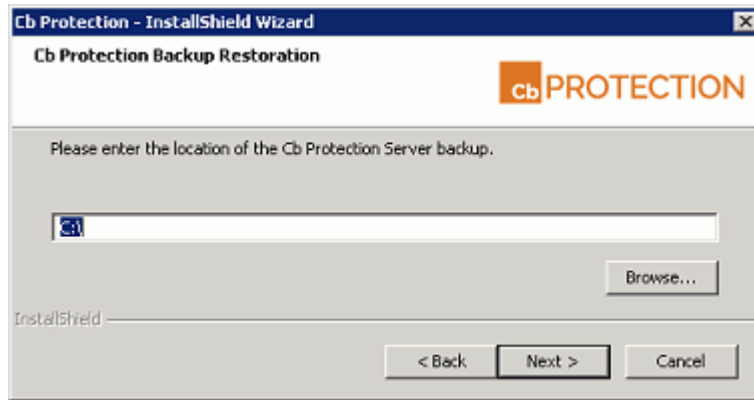 Cb Protection - InstallShield Wizard
Cb Protection Backup Restoration
Cb PROTECTION
Please enter the location of the Cb Protection Server backup.
C:\
Browse...
InstallShield
< Back Next > Cancel